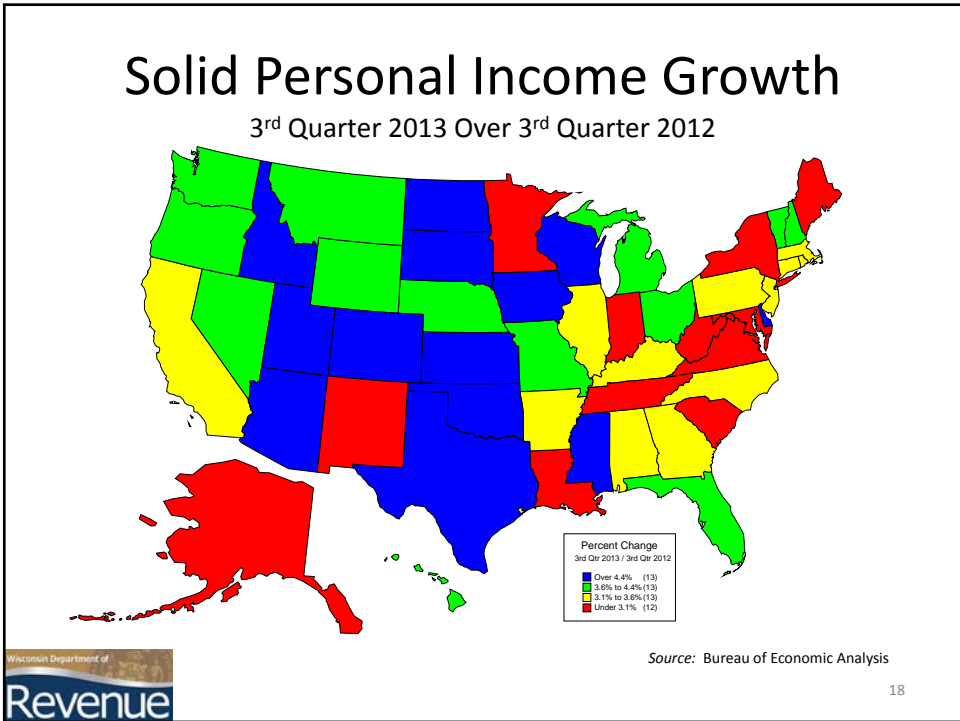 Solid Personal Income Growth
3rd Quarter 2013 Over 3rd Quarter 2012
Percent Change
3rd Qtr 2013 / 3rd Qtr 2012
Over 4.4% (13)
3.6% to 4.4% (13)
3.1% to 3.6% (13)
Under 3.1% (12)
Source: Bureau of Economic Analysis
Wisconsin Department of
Revenue
18